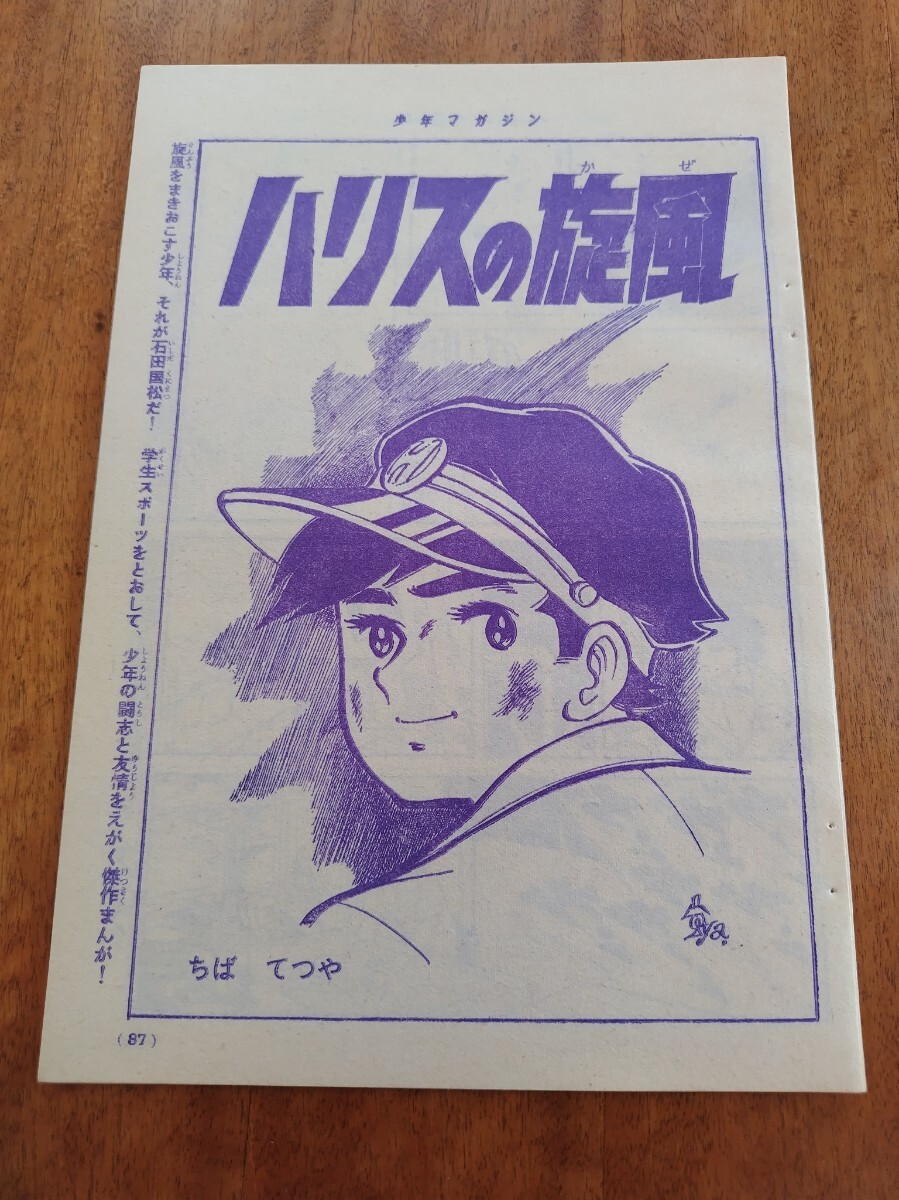 少年マガジン
ハリスの旋風
かぜ
旋風をまきおこす少年、それが石田国松だ！　学生スポーツをとおして、少年の闘志と友情をえがく傑作まんが！
ちば　てつや
(87)